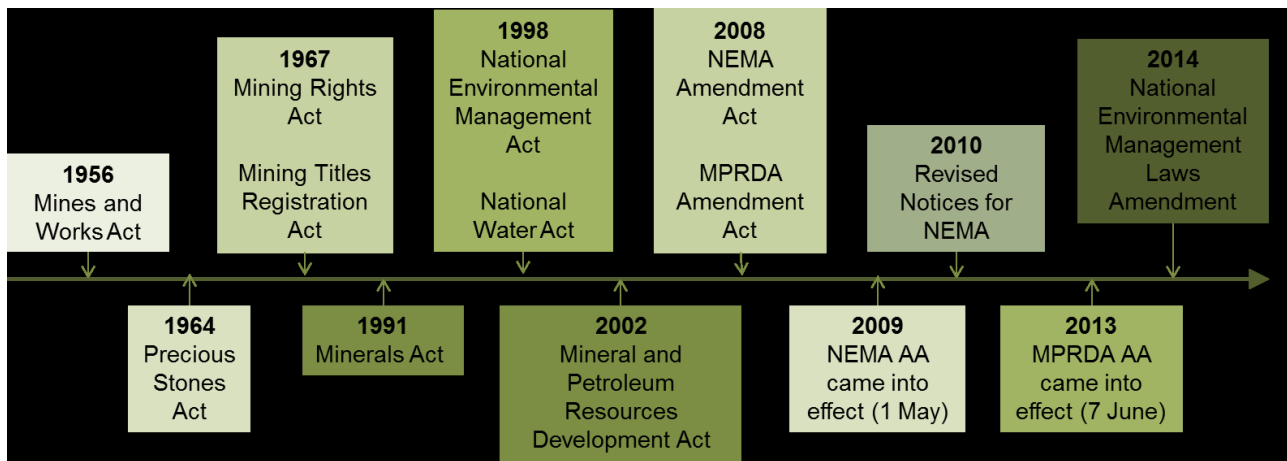 1956
Mines and
Works Act
1964
Precious
Stones
Act
1967
Mining Rights
Act
Mining Titles
Registration
Act
1991
Minerals Act
1998
National
Environmental
Management
Act
National
Water Act
2002
Mineral and
Petroleum
Resources
Development Act
2008
NEMA
Amendment
Act
MPRDA
Amendment
Act
2009
NEMA AA
came into
effect (1 May)
2010
Revised
Notices for
NEMA
2013
MPRDA AA
came into
effect (7 June)
2014
National
Environmental
Management
Laws
Amendment